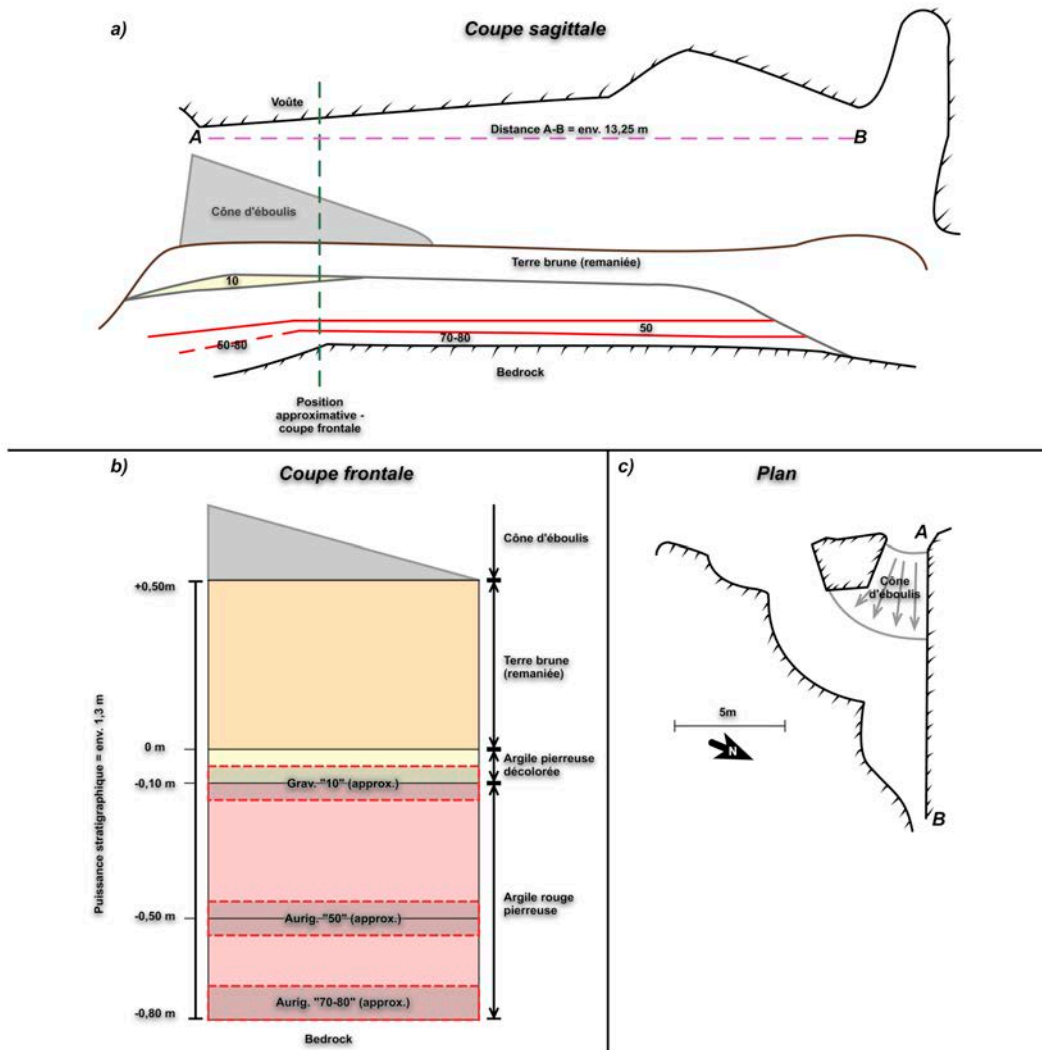 a)
Coupe sagittale
Voûte
A
Distance A-B = env. 13,25 m
B
Cône d'éboulis
Terre brune (remaniée)
10
50
50-80
70-80
Bedrock
Position
approximative -
coupe frontale
b)
Coupe frontale
Cône d'éboulis
+0,50m
Terre brune
(remaniée)
Puissance stratigraphique = env. 1,3 m
0 m
Argile pierreuse
décolorée
-0,10 m
Grav. "10" (approx.)
Argile rouge
pierreuse
-0,50 m
Aurig. "50" (approx.)
Aurig. "70-80" (approx.)
-0,80 m
Bedrock
c)
Plan
A
Cône
d'éboulis
5m
N
B